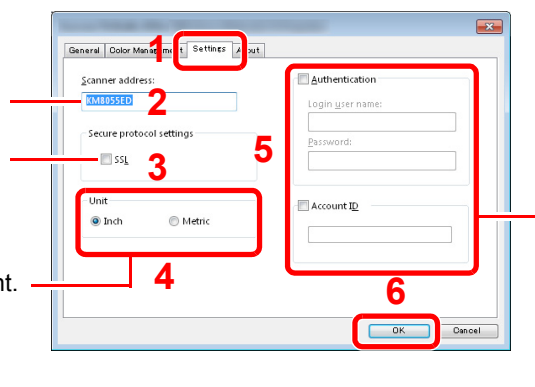 General Color Management Settings About
1
Scanner address:
KM8055ED
2
Secure protocol settings
SSL
3
Unit
Inch Metric
4
nt.
Authentication
Login user name:
Password:
5
Account ID
6
OK Cancel